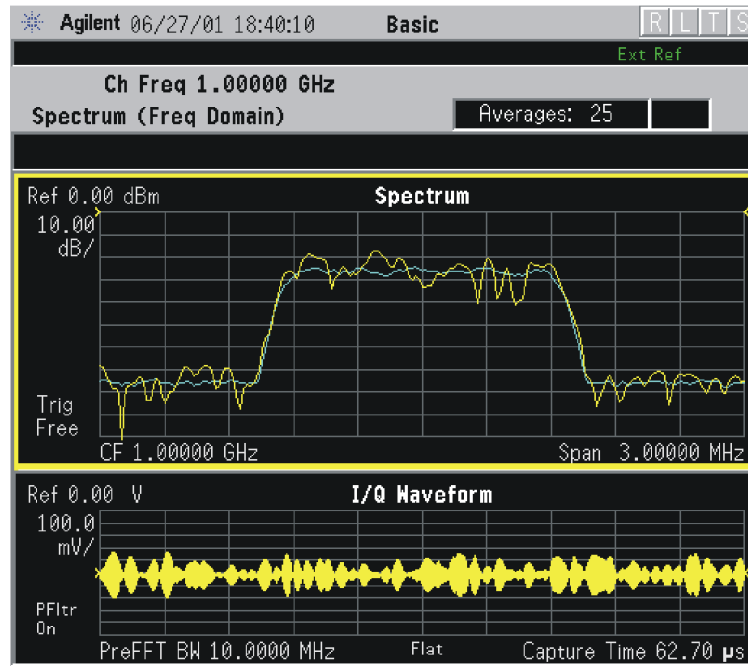 Agilent 06/27/01 18:40:10 Basic R L T S
Ext Ref
Ch Freq 1.00000 GHz
Spectrum (Freq Domain) Averages: 25
Ref 0.00 dBm Spectrum
10.00
dB/
Trig
Free
CF 1.00000 GHz Span 3.00000 MHz
Ref 0.00 V I/Q Waveform
100.0
mV/
PFltr
On
PreFFT BW 10.0000 MHz Flat Capture Time 62.70 µs